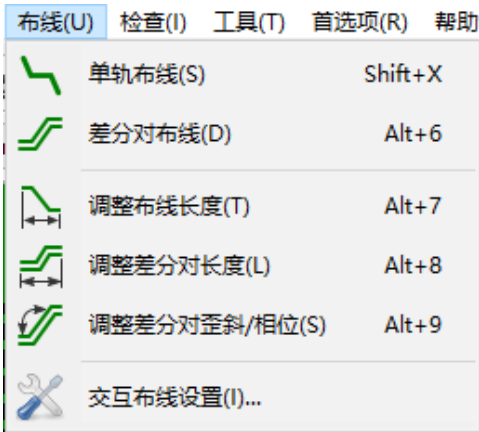 布线(U) 检查(I) 工具(T) 首选项(R) 帮助
单轨布线(S) Shift+X
差分对布线(D) Alt+6
调整布线长度(T) Alt+7
调整差分对长度(L) Alt+8
调整差分对歪斜/相位(S) Alt+9
交互布线设置(I)...